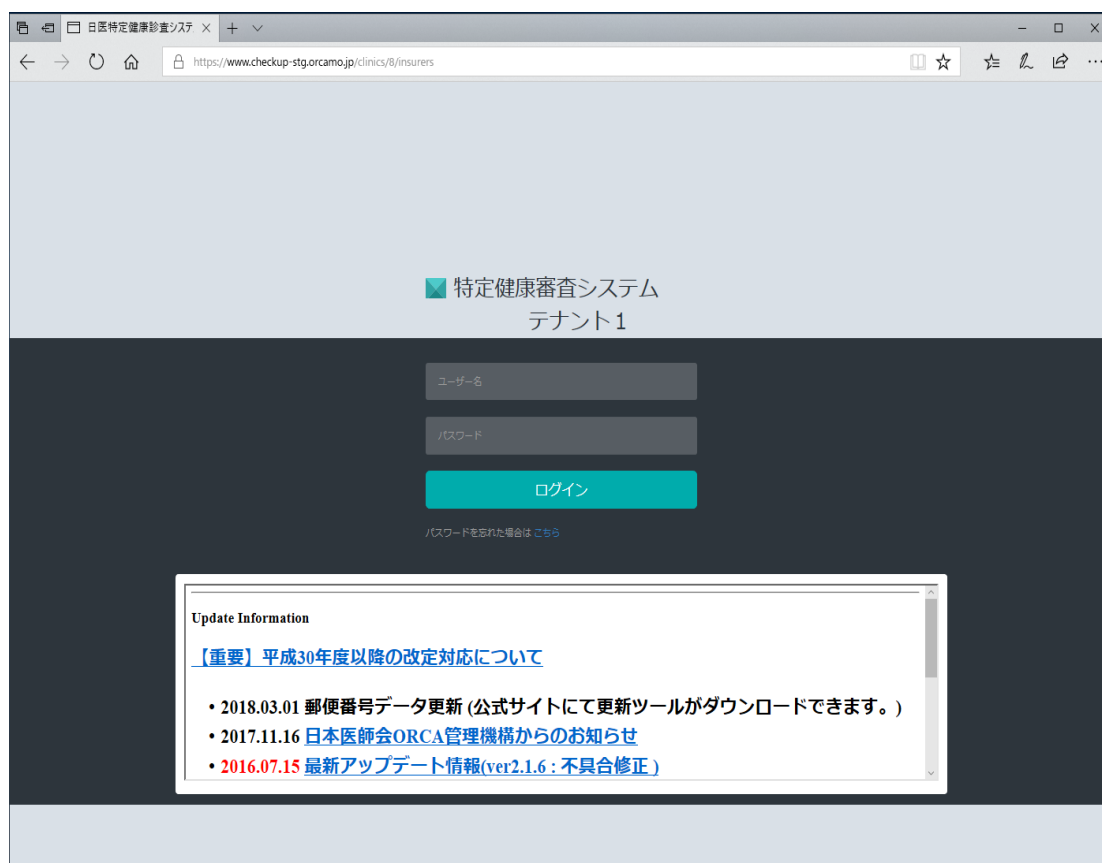 日医特定健康診査システ
https://www.checkup-stg.orcamo.jp/clinics/8/insurers
特定健康審査システム
テナント1
ユーザー名
パスワード
ログイン
パスワードを忘れた場合は こちら
Update Information
【重要】平成30年度以降の改定対応について
• 2018.03.01 郵便番号データ更新 (公式サイトにて更新ツールがダウンロードできます。)
• 2017.11.16 日本医師会ORCA管理機構からのお知らせ
• 2016.07.15 最新アップデート情報(ver2.1.6 : 不具合修正 )